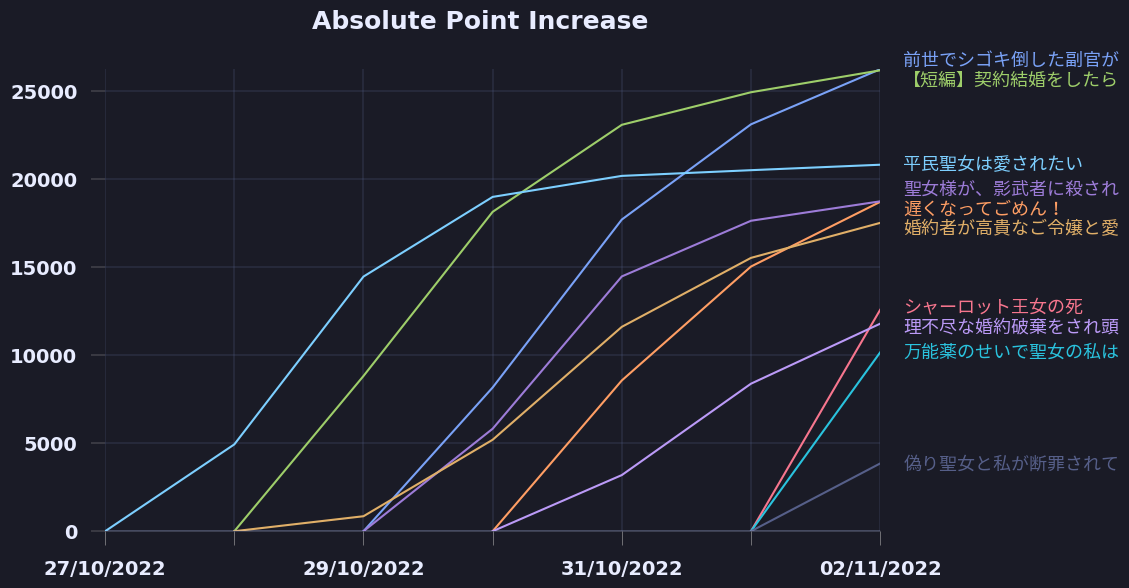 Absolute Point Increase
前世でシゴキ倒した副官が
【短編】契約結婚をしたら
平民聖女は愛されたい
聖女様が、影武者に殺され
遅くなってごめん！
婚約者が高貴なご令嬢と愛
シャーロット王女の死
理不尽な婚約破棄をされ頭
万能薬のせいで聖女の私は
偽り聖女と私が断罪されて
25000
20000
15000
10000
5000
0
27/10/2022 29/10/2022 31/10/2022 02/11/2022